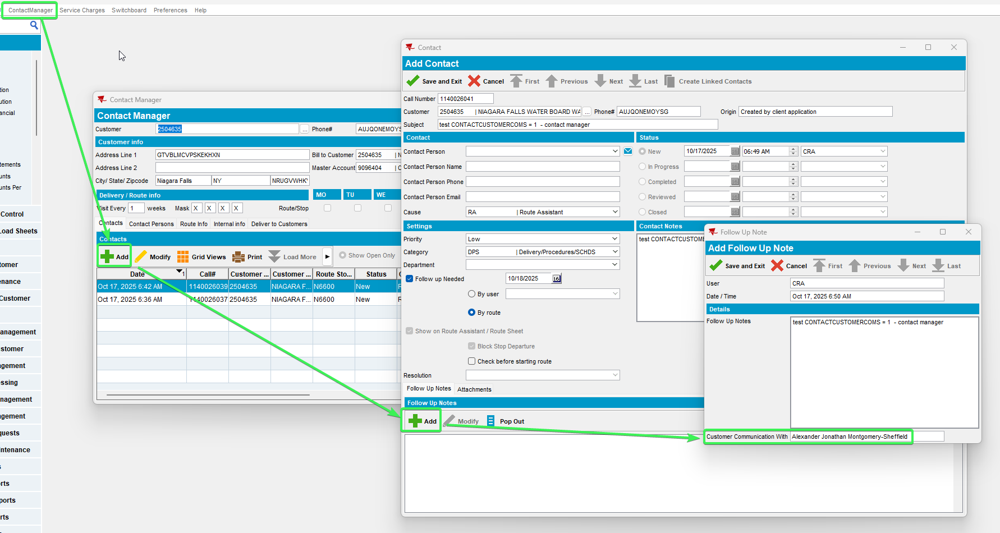 ContactManager Service Charges Switchboard Preferences Help
tion
ution
ancial
tements
unts
unts Per
Control
Load Sheets
tomer
enance
Customer
anagement
stomer
agement
essing
nagement
agement
quests
intenance
s
rts
ports
rts
Contact Manager
Contact Manager
Customer 2504635 ... Phone# AUJQONEMOYSG
Customer info
Address Line 1 GTVBLMCVPSKEKHXN Bill to Customer 2504635 | N
Address Line 2 Master Account 9096404 | C
City/ State/ Zipcode Niagara Falls NY NRUGVWHK
Delivery / Route info MO TU WE
Visit Every 1 weeks Mask X X X X Route/Stop
Contacts Contact Persons Route Info Internal info Deliver to Customers
Contacts
Add Modify Grid Views Print Load More Show Open Only
Date 1 Call# Customer ... Customer ... Route Sto... Status
Oct 17, 2025 6:42 AM 1140026039 2504635 NIAGARA F... N6600 New R
Oct 17, 2025 6:36 AM 1140026037 2504635 NIAGARA F... N6600 New R
Contact
Add Contact
Save and Exit Cancel First Previous Next Last Create Linked Contacts
Call Number 1140026041
Customer 2504635 | NIAGARA FALLS WATER BOARD WA ... Phone# AUJQONEMOYSG Origin Created by client application
Subject test CONTACTCUSTOMERCOMS = 1 - contact manager
Contact
Contact Person
Contact Person Name
Contact Person Phone
Contact Person Email
Cause RA | Route Assistant
Status
New 10/17/2025 16 06:49 AM CRA
In Progress 16
Completed 16
Reviewed 16
Closed 16
Settings
Priority Low
Category DPS | Delivery/Procedures/SCHDS
Department
Follow up Needed 10/18/2025 16
By user
By route
Show on Route Assistant / Route Sheet
Block Stop Departure
Check before starting route
Resolution
Contact Notes
test CONTACTCUSTOME
Follow Up Notes Attachments
Follow Up Notes
Add Modify Pop Out
Follow Up Note
Add Follow Up Note
Save and Exit Cancel First Previous Next Last
User CRA
Date / Time Oct 17, 2025 6:50 AM
Details
Follow Up Notes test CONTACTCUSTOMERCOMS = 1 - contact manager
Customer Communication With Alexander Jonathan Montgomery-Sheffield